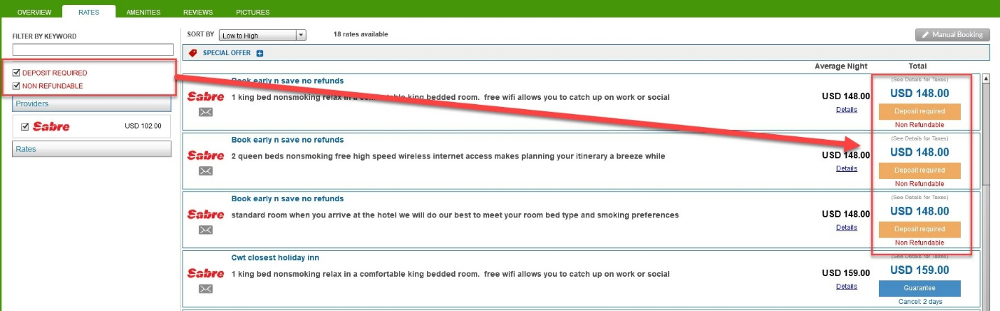 OVERVIEW RATES AMENITIES REVIEWS PICTURES
FILTER BY KEYWORD
DEPOSIT REQUIRED
NON REFUNDABLE
Providers
Sabre USD 102.00
Rates
SORT BY Low to High 18 rates available Manual Booking
SPECIAL OFFER
Average Night Total
Book early n save no refunds
Sabre 1 king bed nonsmoking relax in a comfortable king bedded room. free wifi allows you to catch up on work or social
USD 148.00
Details
(See Details for Taxes)
USD 148.00
Deposit required
Non Refundable
Book early n save no refunds
Sabre 2 queen beds nonsmoking free high speed wireless internet access makes planning your itinerary a breeze while
USD 148.00
Details
(See Details for Taxes)
USD 148.00
Deposit required
Non Refundable
Book early n save no refunds
Sabre standard room when you arrive at the hotel we will do our best to meet your room bed type and smoking preferences
USD 148.00
Details
(See Details for Taxes)
USD 148.00
Deposit required
Non Refundable
Cwt closest holiday inn
Sabre 1 king bed nonsmoking relax in a comfortable king bedded room. free wifi allows you to catch up on work or social
USD 159.00
Details
(See Details for Taxes)
USD 159.00
Guarantee
Cancel: 2 days